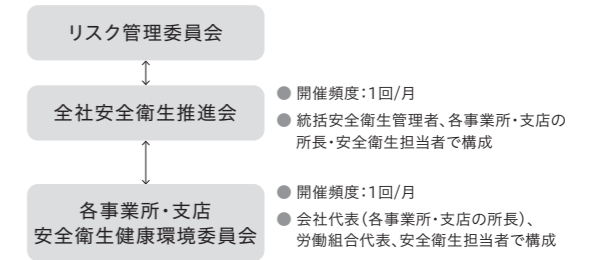 リスク管理委員会
全社安全衛生推進会
● 開催頻度：1回/月
● 統括安全衛生管理者、各事業所・支店の
所長・安全衛生担当者で構成
各事業所・支店
安全衛生健康環境委員会
● 開催頻度：1回/月
● 会社代表（各事業所・支店の所長）、
労働組合代表、安全衛生担当者で構成